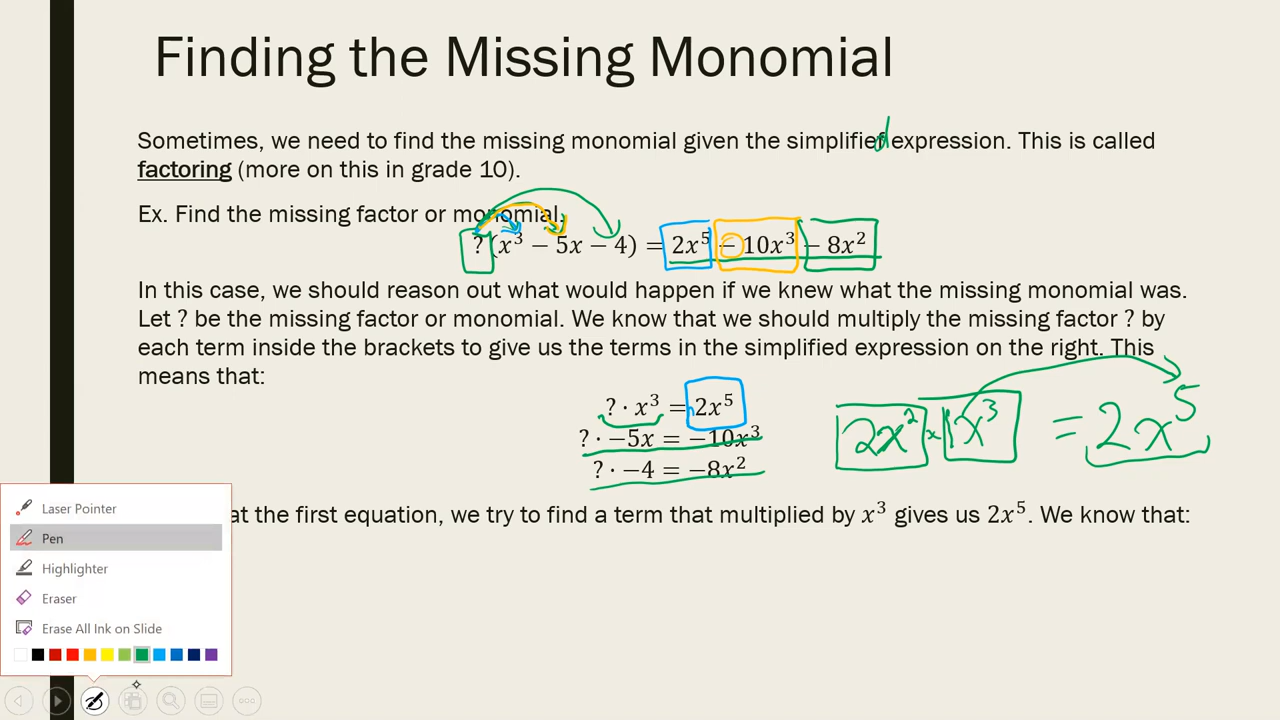 Finding the Missing Monomial
Sometimes, we need to find the missing monomial given the simplified expression. This is called
factoring (more on this in grade 10).
Ex. Find the missing factor or monomial.
?(x³ − 5x − 4) = 2x⁵ − 10x³ − 8x²
In this case, we should reason out what would happen if we knew what the missing monomial was.
Let ? be the missing factor or monomial. We know that we should multiply the missing factor ? by
each term inside the brackets to give us the terms in the simplified expression on the right. This
means that:
? · x³ = 2x⁵
? · −5x = −10x³
? · −4 = −8x²
2x² × 1x³ = 2x⁵
at the first equation, we try to find a term that multiplied by x³ gives us 2x⁵. We know that:
Laser Pointer
Pen
Highlighter
Eraser
Erase All Ink on Slide